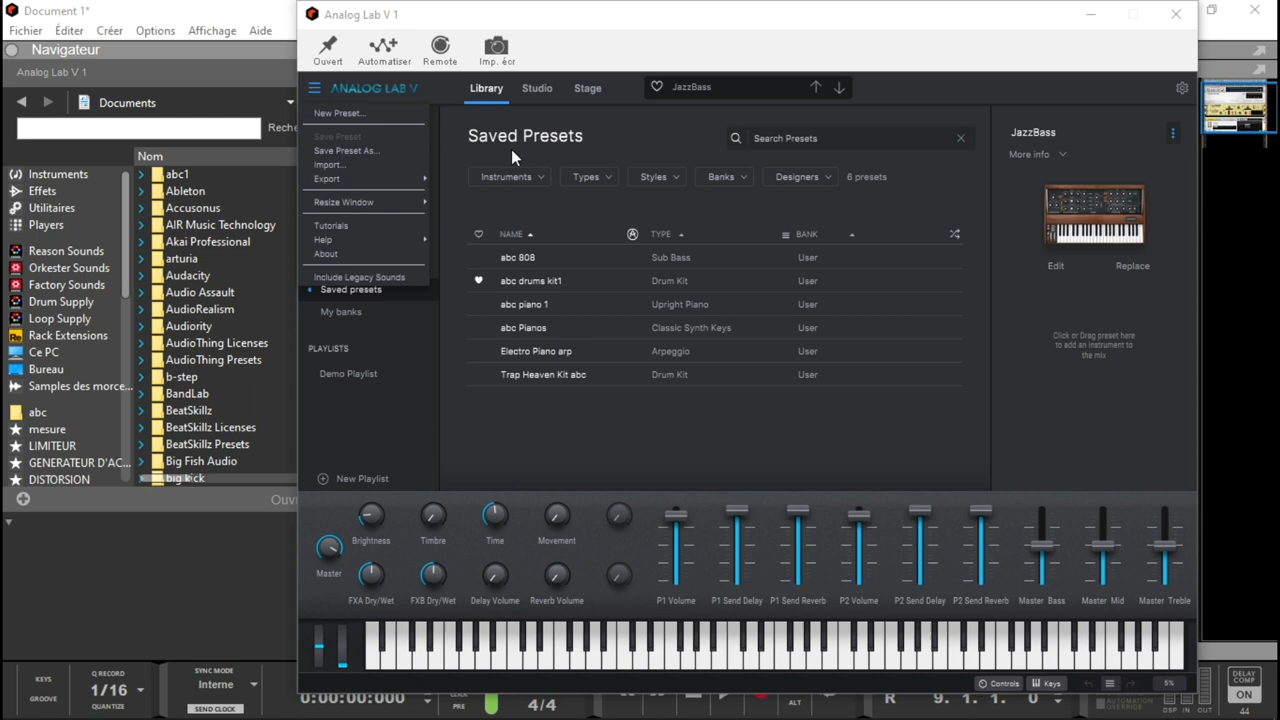 Document 1*
Fichier Éditer Créer Options Affichage Aide
Navigateur
Analog Lab V 1
Documents
Reche
Nom
Instruments
Effets
Utilitaires
Players
Reason Sounds
Orkester Sounds
Factory Sounds
Drum Supply
Loop Supply
Rack Extensions
Ce PC
Bureau
Samples des morce...
abc
mesure
LIMITEUR
GENERATEUR D'AC...
DISTORSION
abc1
Ableton
Accusonus
AIR Music Technology
Akai Professional
arturia
Audacity
Audio Assault
AudioRealism
Audiority
AudioThing Licenses
AudioThing Presets
b-step
BandLab
BeatSkillz
BeatSkillz Licenses
BeatSkillz Presets
Big Fish Audio
big kick
Ouv
Analog Lab V 1
Ouvert Automatiser Remote Imp. écr
ANALOG LAB V
Library Studio Stage
JazzBass
New Preset...
Save Preset
Save Preset As...
Import...
Export
Resize Window
Tutorials
Help
About
Include Legacy Sounds
Saved presets
My banks
PLAYLISTS
Demo Playlist
New Playlist
Saved Presets
Search Presets
Instruments Types Styles Banks Designers 6 presets
NAME TYPE BANK
abc 808 Sub Bass User
abc drums kit1 Drum Kit User
abc piano 1 Upright Piano User
abc Pianos Classic Synth Keys User
Electro Piano arp Arpeggio User
Trap Heaven Kit abc Drum Kit User
JazzBass
More info
Edit Replace
Click or Drag preset here
to add an instrument to
the mix
Brightness Timbre Time Movement
Master
FXA Dry/Wet FXB Dry/Wet Delay Volume Reverb Volume
P1 Volume P1 Send Delay P1 Send Reverb P2 Volume P2 Send Delay P2 Send Reverb Master Bass Master Mid Master Treble
Controls Keys 5%
KEYS
GROOVE
Q RECORD
1/16
QUANTIZE
SYNC MODE
Interne
SEND CLOCK
0:00:00:000
PRE
4/4
ALT
R 9. 1. 1. 0
AUTOMATION
OVERRIDE
DSP IN OUT
DELAY
COMP
ON
44